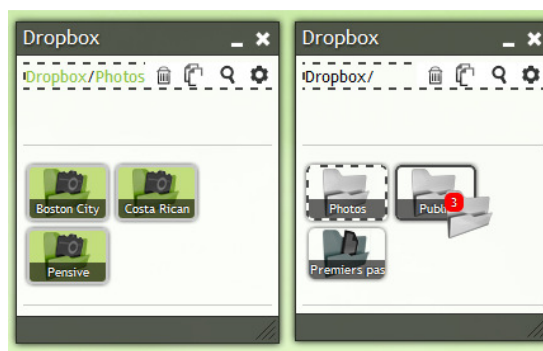 Dropbox
Dropbox/Photos
Boston City
Costa Rican
Pensive
Dropbox
Dropbox/
Photos
3
Premiers pas